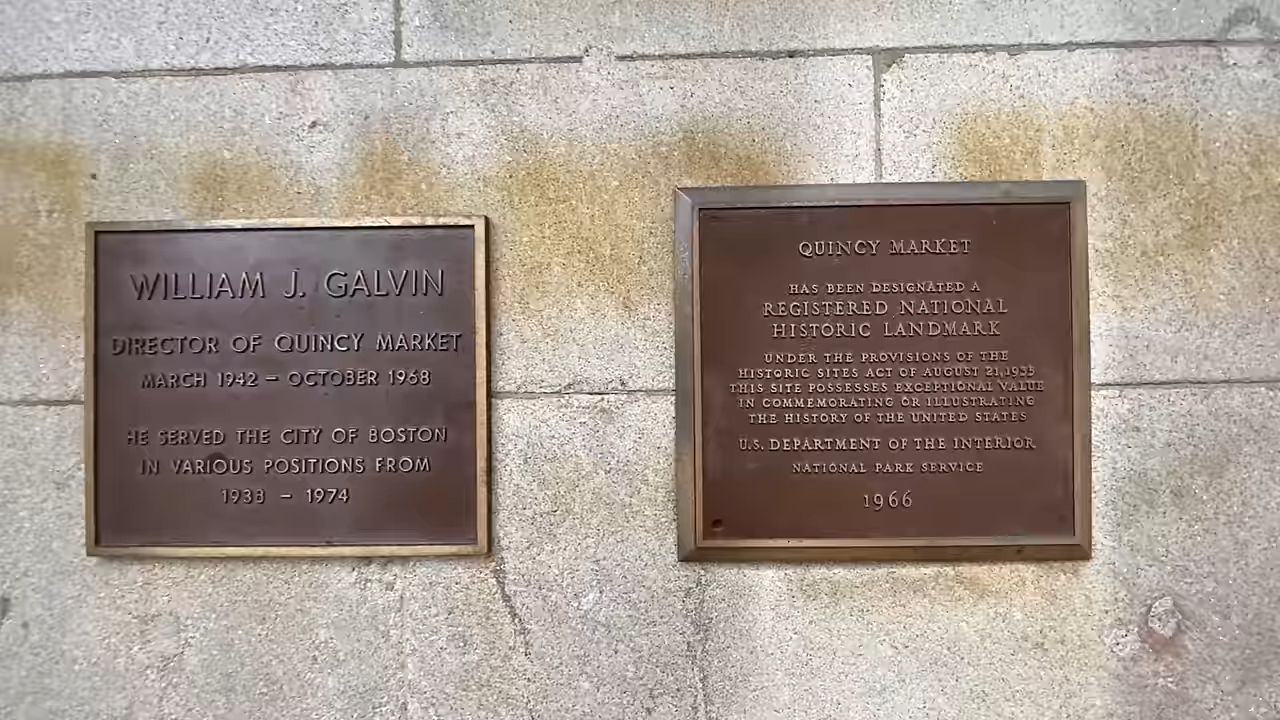 WILLIAM J. GALVIN
DIRECTOR OF QUINCY MARKET
MARCH 1942 – OCTOBER 1968
HE SERVED THE CITY OF BOSTON
IN VARIOUS POSITIONS FROM
1933 – 1974
QUINCY MARKET
HAS BEEN DESIGNATED A
REGISTERED NATIONAL
HISTORIC LANDMARK
UNDER THE PROVISIONS OF THE
HISTORIC SITES ACT OF AUGUST 21, 1935
THIS SITE POSSESSES EXCEPTIONAL VALUE
IN COMMEMORATING OR ILLUSTRATING
THE HISTORY OF THE UNITED STATES
U.S. DEPARTMENT OF THE INTERIOR
NATIONAL PARK SERVICE
1966